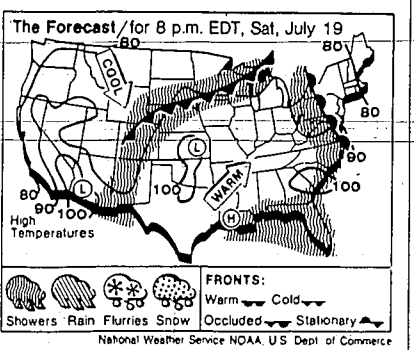 The Forecast/for 8 p.m. EDT, Sat, July 19
80
80
COOL
80
L
90
L
100
WARM
100
80
90
100
H
High
Temperatures
Showers Rain Flurries Snow
FRONTS:
Warm Cold
Occluded Stationary
National Weather Service NOAA, U.S. Dept. of Commerce